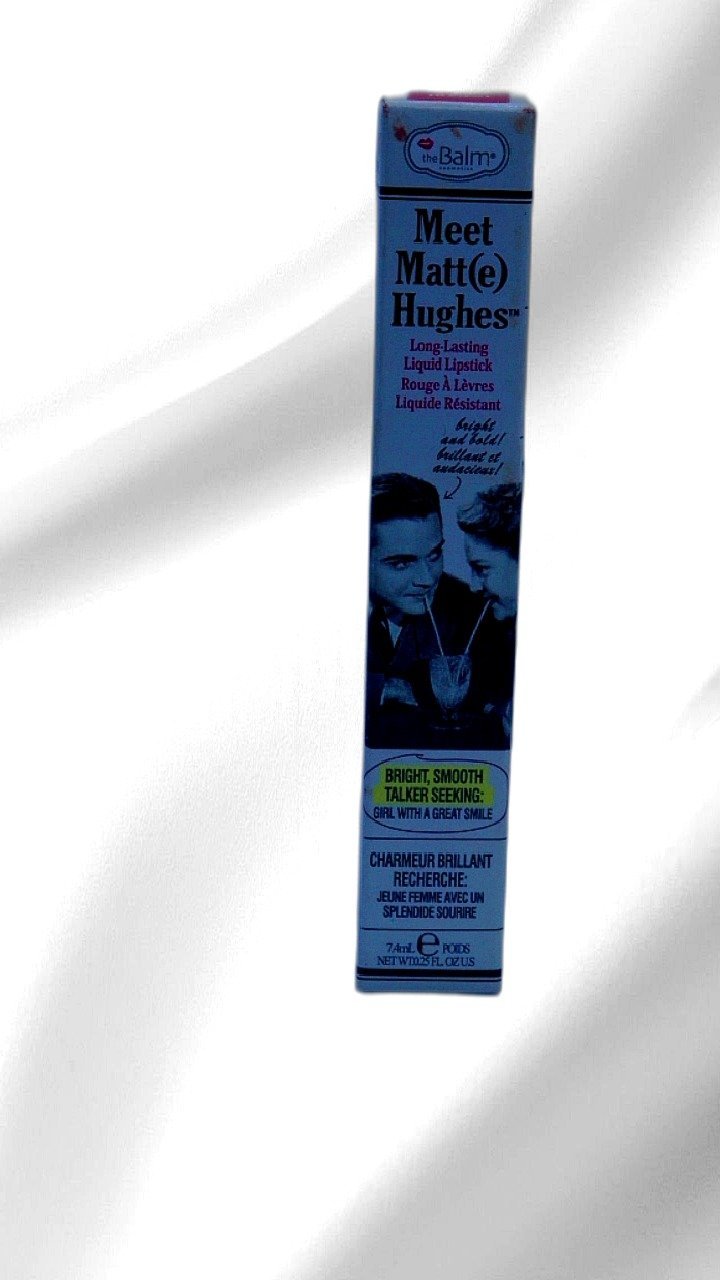 theBalm®
cosmetics
Meet
Matt(e)
Hughes™
Long-Lasting
Liquid Lipstick
Rouge À Lèvres
Liquide Résistant
bright
and bold!
brillant et
audacieux!
BRIGHT, SMOOTH
TALKER SEEKING:
GIRL WITH A GREAT SMILE
CHARMEUR BRILLANT
RECHERCHE:
JEUNE FEMME AVEC UN
SPLENDIDE SOURIRE
7.4mL e POIDS
NET WT.0.25 FL. OZ U.S